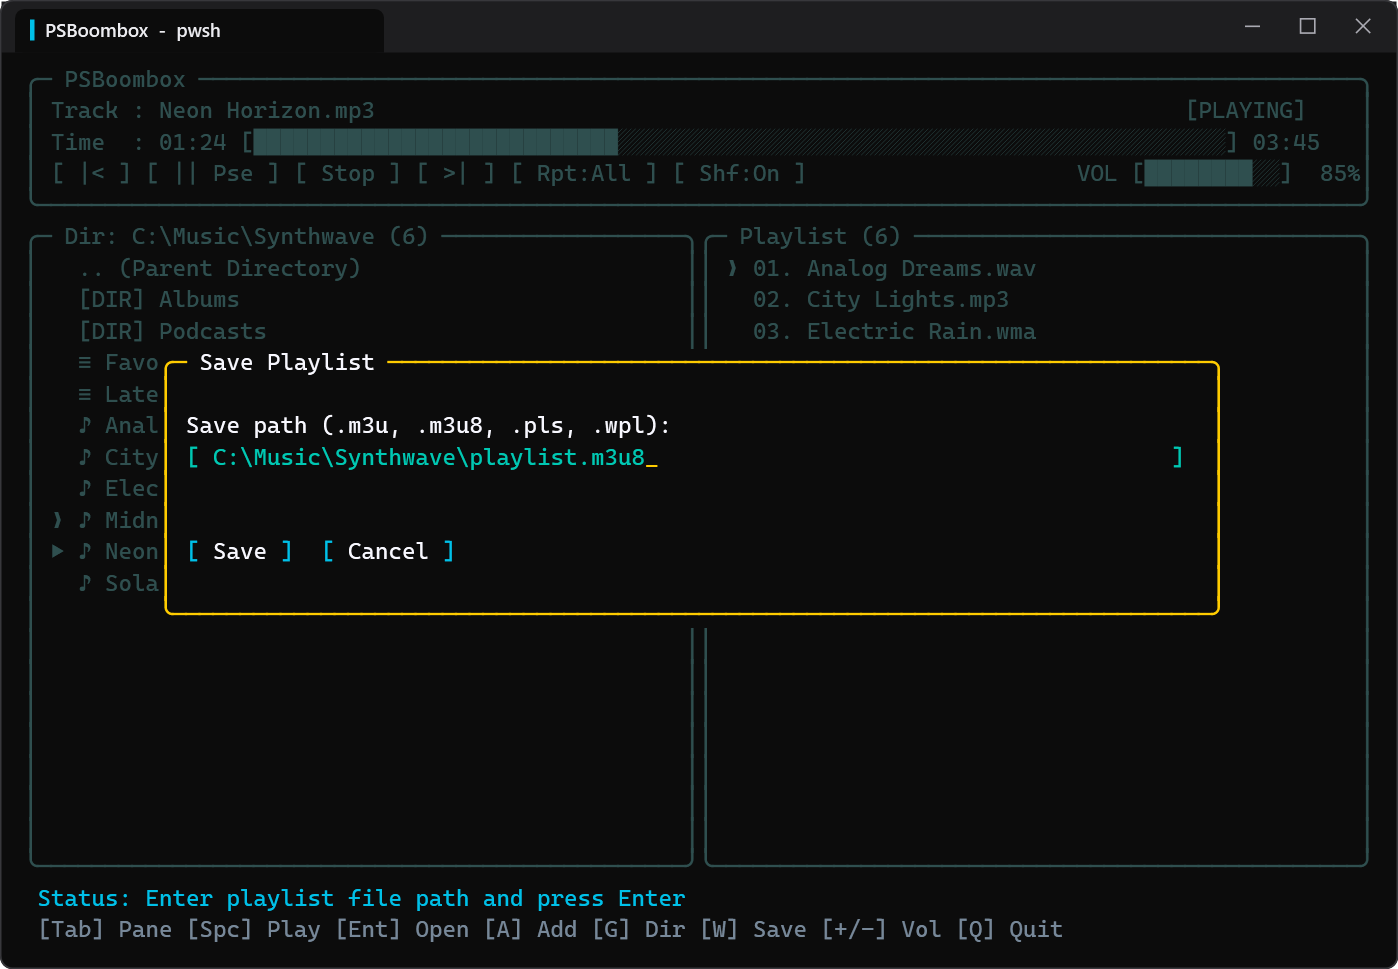 PSBoombox - pwsh
PSBoombox
Track : Neon Horizon.mp3 [PLAYING]
Time : 01:24 [ ] 03:45
[ |< ] [ || Pse ] [ Stop ] [ >| ] [ Rpt:All ] [ Shf:On ] VOL [ ] 85%
Dir: C:\Music\Synthwave (6)
.. (Parent Directory)
[DIR] Albums
[DIR] Podcasts
≡ Favo
≡ Late
♪ Anal
♪ City
♪ Elec
⟫ ♪ Midn
▶ ♪ Neon
♪ Sola
Playlist (6)
⟫ 01. Analog Dreams.wav
02. City Lights.mp3
03. Electric Rain.wma
Save Playlist
Save path (.m3u, .m3u8, .pls, .wpl):
[ C:\Music\Synthwave\playlist.m3u8_ ]
[ Save ] [ Cancel ]
Status: Enter playlist file path and press Enter
[Tab] Pane [Spc] Play [Ent] Open [A] Add [G] Dir [W] Save [+/-] Vol [Q] Quit